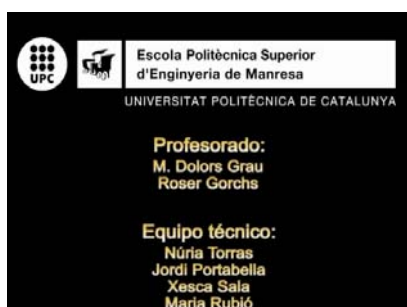 UPC
Escola Politècnica Superior
d'Enginyeria de Manresa
UNIVERSITAT POLITÈCNICA DE CATALUNYA
Profesorado:
M. Dolors Grau
Roser Gorchs
Equipo técnico:
Núria Torras
Jordi Portabella
Xesca Sala
Maria Rubió